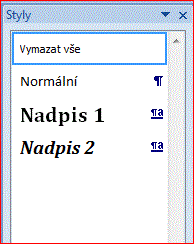 Styly
Vymazat vše
Normální ¶
Nadpis 1 ¶a
Nadpis 2 ¶a